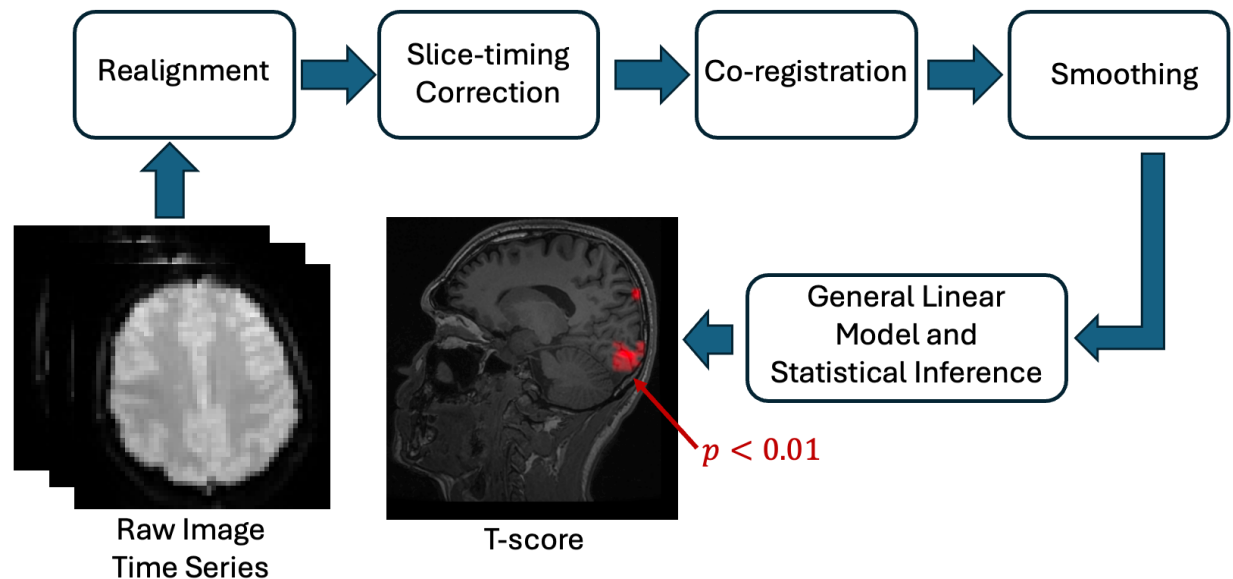 Realignment
Slice-timing
Correction
Co-registration
Smoothing
General Linear
Model and
Statistical Inference
p < 0.01
T-score
Raw Image
Time Series